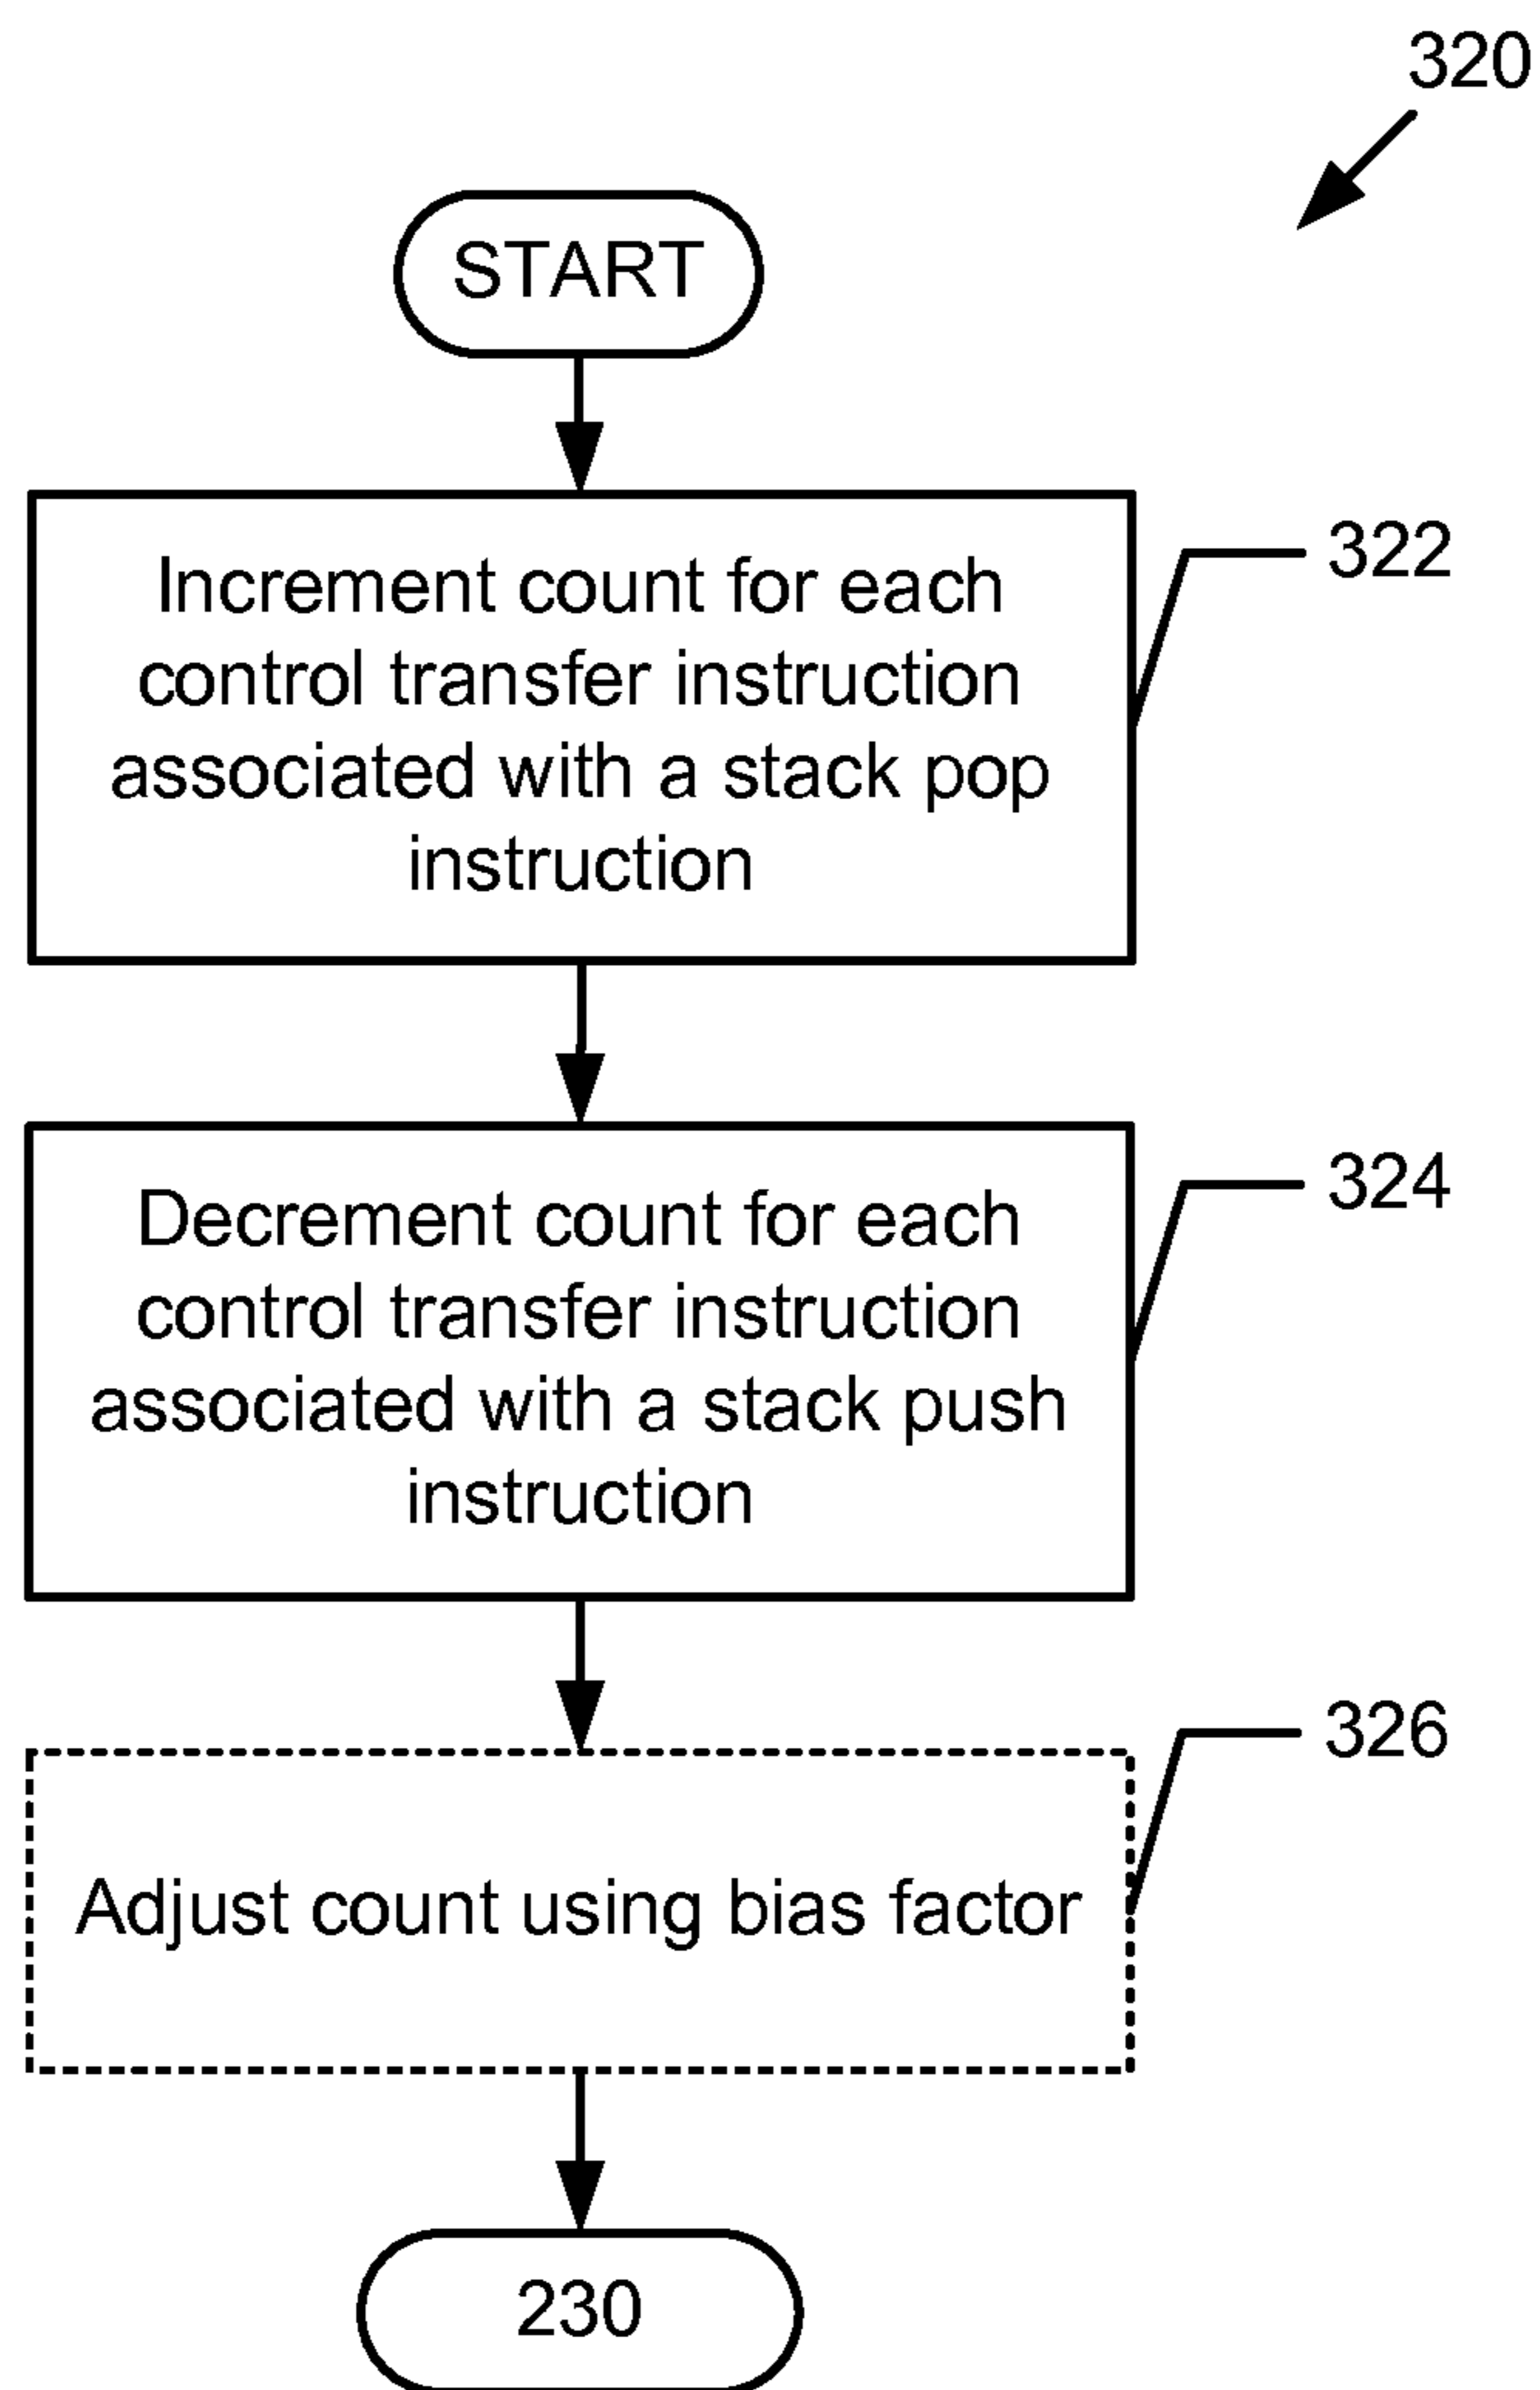 320
START
Increment count for each
control transfer instruction
associated with a stack pop
instruction
322
Decrement count for each
control transfer instruction
associated with a stack push
instruction
324
Adjust count using bias factor
326
230